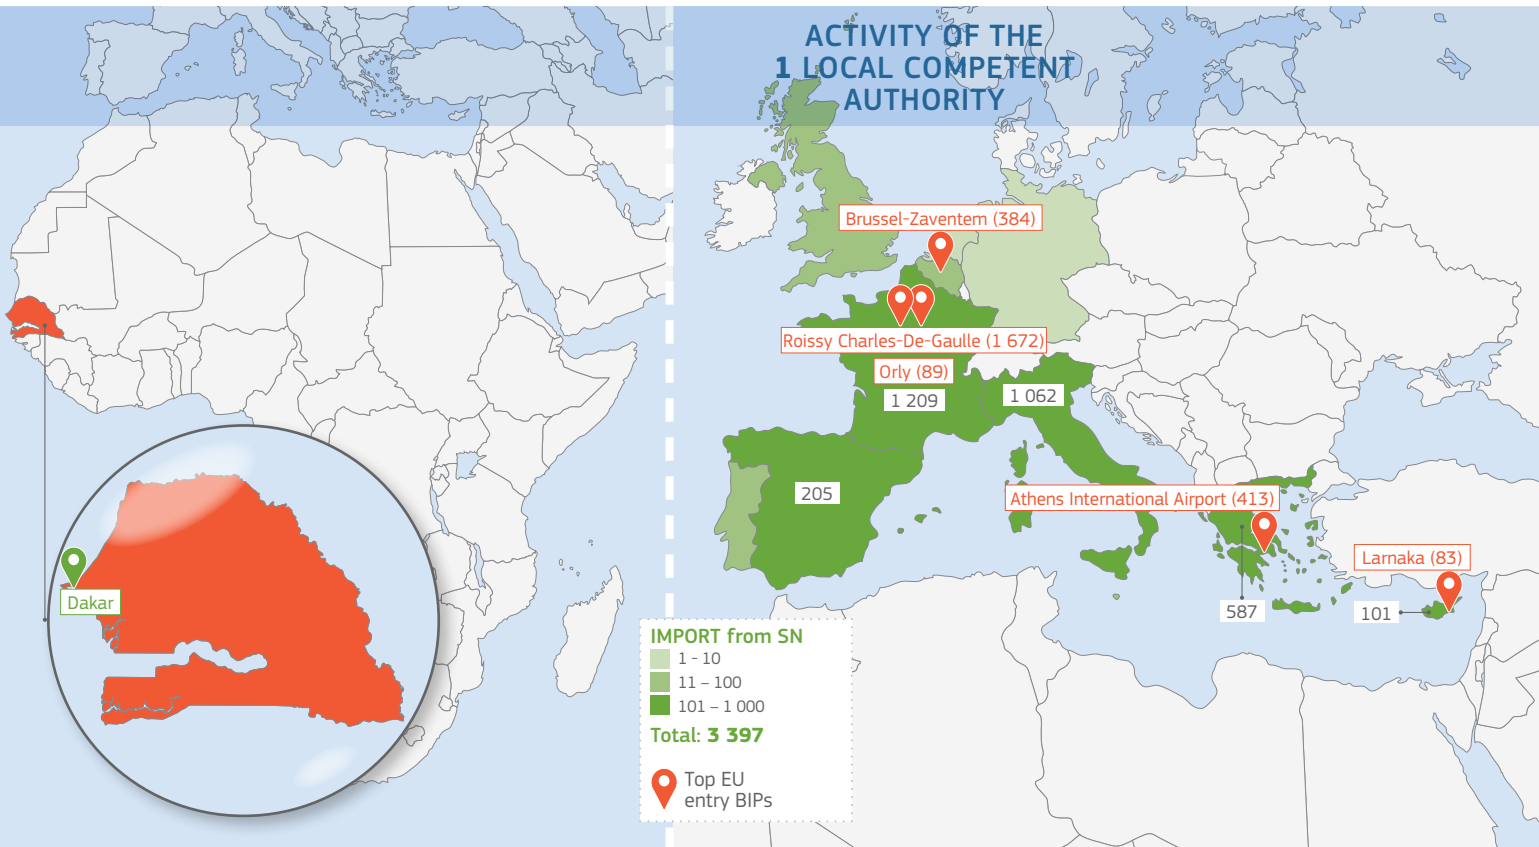 ACTIVITY OF THE
1 LOCAL COMPETENT
AUTHORITY
Brussel-Zaventem (384)
Roissy Charles-De-Gaulle (1 672)
Orly (89)
1 209
1 062
205
Athens International Airport (413)
Larnaka (83)
587
101
Dakar
IMPORT from SN
1 - 10
11 – 100
101 – 1 000
Total: 3 397
Top EU
entry BIPs